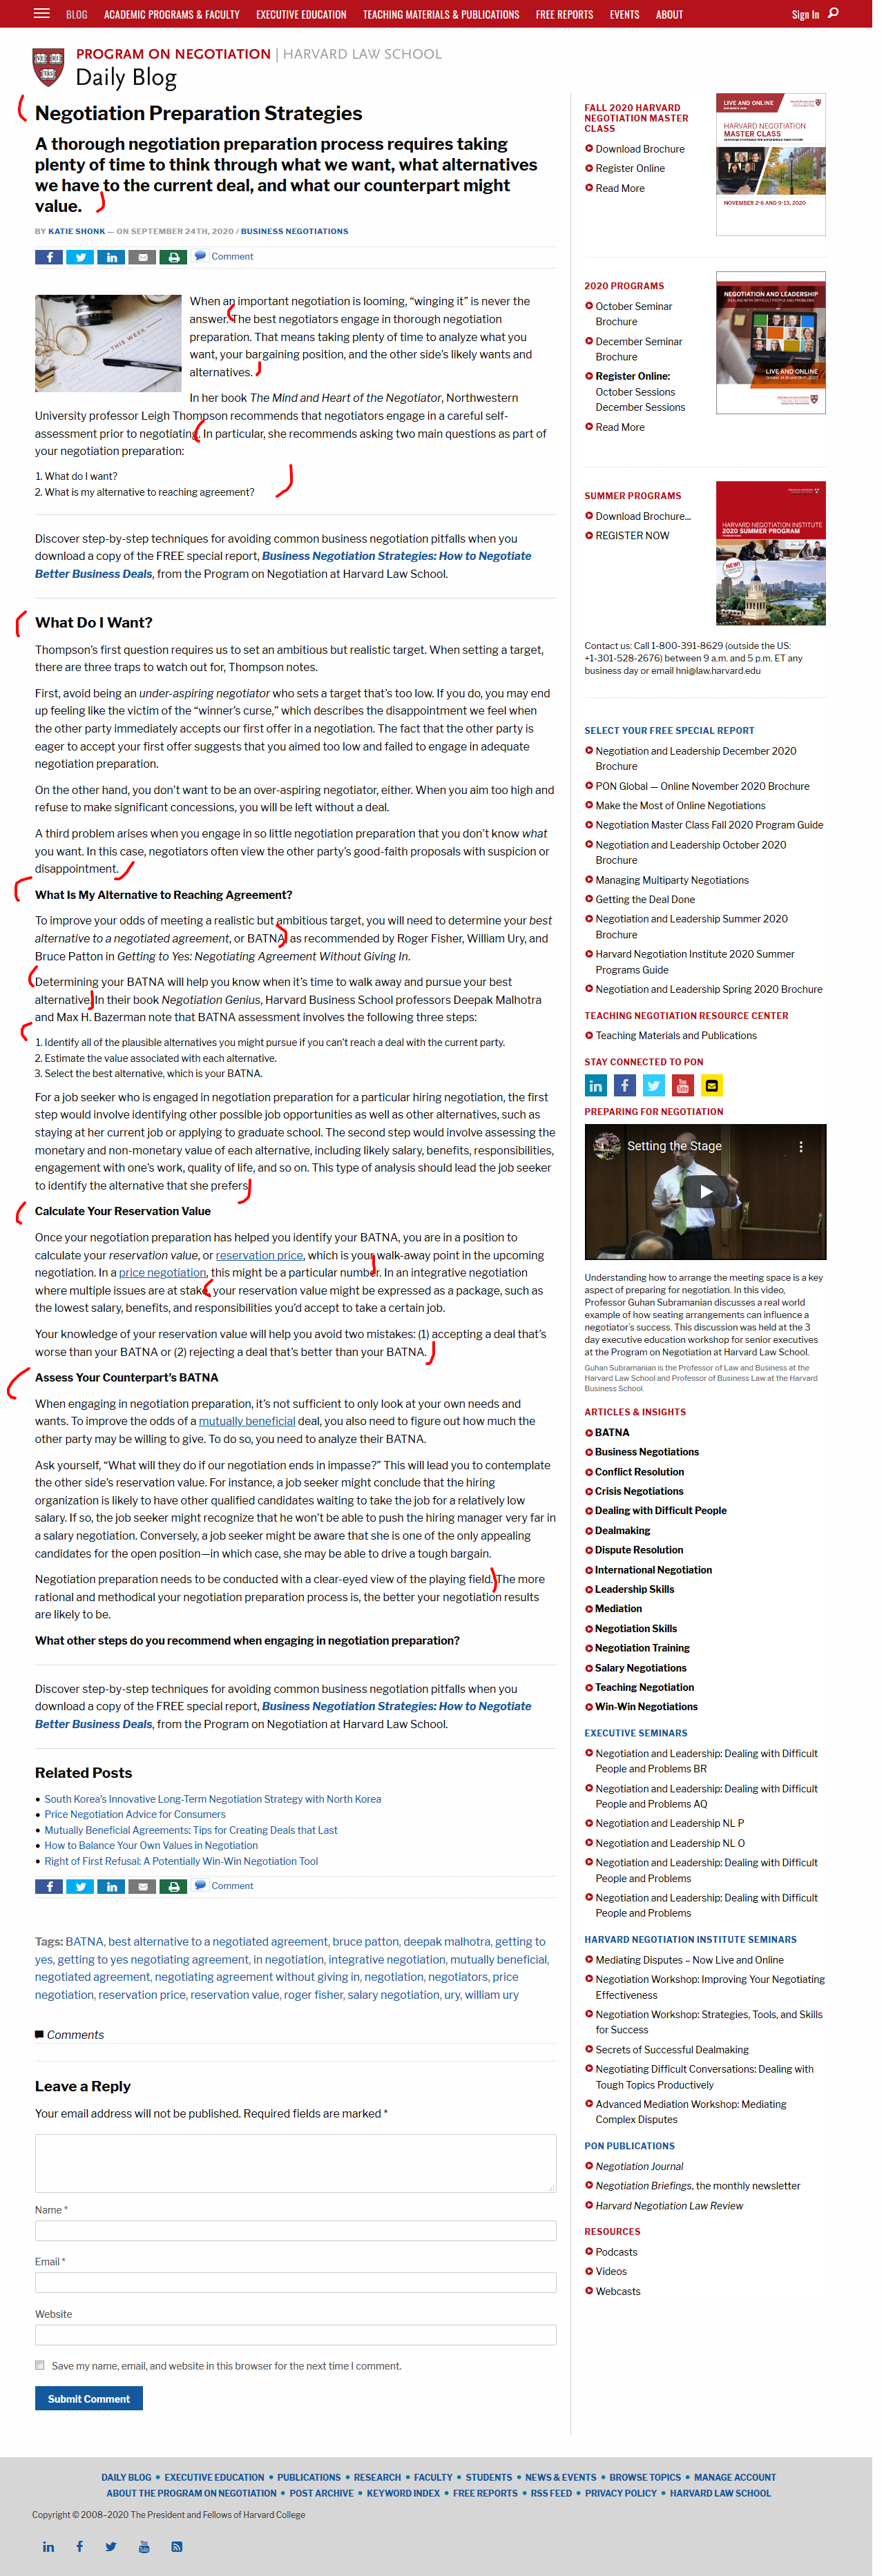 BLOG ACADEMIC PROGRAMS & FACULTY EXECUTIVE EDUCATION TEACHING MATERIALS & PUBLICATIONS FREE REPORTS EVENTS ABOUT Sign In
PROGRAM ON NEGOTIATION | HARVARD LAW SCHOOL
Daily Blog
Negotiation Preparation Strategies
A thorough negotiation preparation process requires taking
plenty of time to think through what we want, what alternatives
we have to the current deal, and what our counterpart might
value.
BY KATIE SHONK — ON SEPTEMBER 24TH, 2020 / BUSINESS NEGOTIATIONS
Comment
THIS WEEK
When an important negotiation is looming, “winging it” is never the
answer. The best negotiators engage in thorough negotiation
preparation. That means taking plenty of time to analyze what you
want, your bargaining position, and the other side’s likely wants and
alternatives.
In her book The Mind and Heart of the Negotiator, Northwestern
University professor Leigh Thompson recommends that negotiators engage in a careful self-
assessment prior to negotiating. In particular, she recommends asking two main questions as part of
your negotiation preparation:
1. What do I want?
2. What is my alternative to reaching agreement?
Discover step-by-step techniques for avoiding common business negotiation pitfalls when you
download a copy of the FREE special report, Business Negotiation Strategies: How to Negotiate
Better Business Deals, from the Program on Negotiation at Harvard Law School.
What Do I Want?
Thompson’s first question requires us to set an ambitious but realistic target. When setting a target,
there are three traps to watch out for, Thompson notes.
First, avoid being an under-aspiring negotiator who sets a target that’s too low. If you do, you may end
up feeling like the victim of the “winner’s curse,” which describes the disappointment we feel when
the other party immediately accepts our first offer in a negotiation. The fact that the other party is
eager to accept your first offer suggests that you aimed too low and failed to engage in adequate
negotiation preparation.
On the other hand, you don’t want to be an over-aspiring negotiator, either. When you aim too high and
refuse to make significant concessions, you will be left without a deal.
A third problem arises when you engage in so little negotiation preparation that you don’t know what
you want. In this case, negotiators often view the other party’s good-faith proposals with suspicion or
disappointment.
What Is My Alternative to Reaching Agreement?
To improve your odds of meeting a realistic but ambitious target, you will need to determine your best
alternative to a negotiated agreement, or BATNA, as recommended by Roger Fisher, William Ury, and
Bruce Patton in Getting to Yes: Negotiating Agreement Without Giving In.
Determining your BATNA will help you know when it’s time to walk away and pursue your best
alternative. In their book Negotiation Genius, Harvard Business School professors Deepak Malhotra
and Max H. Bazerman note that BATNA assessment involves the following three steps:
1. Identify all of the plausible alternatives you might pursue if you can’t reach a deal with the current party.
2. Estimate the value associated with each alternative.
3. Select the best alternative, which is your BATNA.
For a job seeker who is engaged in negotiation preparation for a particular hiring negotiation, the first
step would involve identifying other possible job opportunities as well as other alternatives, such as
staying at her current job or applying to graduate school. The second step would involve assessing the
monetary and non-monetary value of each alternative, including likely salary, benefits, responsibilities,
engagement with one’s work, quality of life, and so on. This type of analysis should lead the job seeker
to identify the alternative that she prefers.
Calculate Your Reservation Value
Once your negotiation preparation has helped you identify your BATNA, you are in a position to
calculate your reservation value, or reservation price, which is your walk-away point in the upcoming
negotiation. In a price negotiation, this might be a particular number. In an integrative negotiation
where multiple issues are at stake, your reservation value might be expressed as a package, such as
the lowest salary, benefits, and responsibilities you’d accept to take a certain job.
Your knowledge of your reservation value will help you avoid two mistakes: (1) accepting a deal that’s
worse than your BATNA or (2) rejecting a deal that’s better than your BATNA.
Assess Your Counterpart’s BATNA
When engaging in negotiation preparation, it’s not sufficient to only look at your own needs and
wants. To improve the odds of a mutually beneficial deal, you also need to figure out how much the
other party may be willing to give. To do so, you need to analyze their BATNA.
Ask yourself, “What will they do if our negotiation ends in impasse?” This will lead you to contemplate
the other side’s reservation value. For instance, a job seeker might conclude that the hiring
organization is likely to have other qualified candidates waiting to take the job for a relatively low
salary. If so, the job seeker might recognize that he won’t be able to push the hiring manager very far in
a salary negotiation. Conversely, a job seeker might be aware that she is one of the only appealing
candidates for the open position—in which case, she may be able to drive a tough bargain.
Negotiation preparation needs to be conducted with a clear-eyed view of the playing field. The more
rational and methodical your negotiation preparation process is, the better your negotiation results
are likely to be.
What other steps do you recommend when engaging in negotiation preparation?
Discover step-by-step techniques for avoiding common business negotiation pitfalls when you
download a copy of the FREE special report, Business Negotiation Strategies: How to Negotiate
Better Business Deals, from the Program on Negotiation at Harvard Law School.
Related Posts
South Korea’s Innovative Long-Term Negotiation Strategy with North Korea
Price Negotiation Advice for Consumers
Mutually Beneficial Agreements: Tips for Creating Deals that Last
How to Balance Your Own Values in Negotiation
Right of First Refusal: A Potentially Win-Win Negotiation Tool
Comment
Tags: BATNA, best alternative to a negotiated agreement, bruce patton, deepak malhotra, getting to
yes, getting to yes negotiating agreement, in negotiation, integrative negotiation, mutually beneficial,
negotiated agreement, negotiating agreement without giving in, negotiation, negotiators, price
negotiation, reservation price, reservation value, roger fisher, salary negotiation, ury, william ury
Comments
Leave a Reply
Your email address will not be published. Required fields are marked *
Name *
Email *
Website
Save my name, email, and website in this browser for the next time I comment.
Submit Comment
FALL 2020 HARVARD
NEGOTIATION MASTER
CLASS
Download Brochure
Register Online
Read More
LIVE AND ONLINE
HARVARD NEGOTIATION
MASTER CLASS
NOVEMBER 2-6 AND 9-13, 2020
2020 PROGRAMS
October Seminar
Brochure
December Seminar
Brochure
Register Online:
October Sessions
December Sessions
Read More
NEGOTIATION AND LEADERSHIP
DEALING WITH DIFFICULT PEOPLE AND PROBLEMS
LIVE AND ONLINE
SUMMER PROGRAMS
Download Brochure...
REGISTER NOW
HARVARD NEGOTIATION INSTITUTE
2020 SUMMER PROGRAM
NEW!
Contact us: Call 1-800-391-8629 (outside the US:
+1-301-528-2676) between 9 a.m. and 5 p.m. ET any
business day or email hni@law.harvard.edu
SELECT YOUR FREE SPECIAL REPORT
Negotiation and Leadership December 2020
Brochure
PON Global — Online November 2020 Brochure
Make the Most of Online Negotiations
Negotiation Master Class Fall 2020 Program Guide
Negotiation and Leadership October 2020
Brochure
Managing Multiparty Negotiations
Getting the Deal Done
Negotiation and Leadership Summer 2020
Brochure
Harvard Negotiation Institute 2020 Summer
Programs Guide
Negotiation and Leadership Spring 2020 Brochure
TEACHING NEGOTIATION RESOURCE CENTER
Teaching Materials and Publications
STAY CONNECTED TO PON
PREPARING FOR NEGOTIATION
Setting the Stage
Understanding how to arrange the meeting space is a key
aspect of preparing for negotiation. In this video,
Professor Guhan Subramanian discusses a real world
example of how seating arrangements can influence a
negotiator’s success. This discussion was held at the 3
day executive education workshop for senior executives
at the Program on Negotiation at Harvard Law School.
Guhan Subramanian is the Professor of Law and Business at the
Harvard Law School and Professor of Business Law at the Harvard
Business School.
ARTICLES & INSIGHTS
BATNA
Business Negotiations
Conflict Resolution
Crisis Negotiations
Dealing with Difficult People
Dealmaking
Dispute Resolution
International Negotiation
Leadership Skills
Mediation
Negotiation Skills
Negotiation Training
Salary Negotiations
Teaching Negotiation
Win-Win Negotiations
EXECUTIVE SEMINARS
Negotiation and Leadership: Dealing with Difficult
People and Problems BR
Negotiation and Leadership: Dealing with Difficult
People and Problems AQ
Negotiation and Leadership NL P
Negotiation and Leadership NL O
Negotiation and Leadership: Dealing with Difficult
People and Problems
Negotiation and Leadership: Dealing with Difficult
People and Problems
HARVARD NEGOTIATION INSTITUTE SEMINARS
Mediating Disputes – Now Live and Online
Negotiation Workshop: Improving Your Negotiating
Effectiveness
Negotiation Workshop: Strategies, Tools, and Skills
for Success
Secrets of Successful Dealmaking
Negotiating Difficult Conversations: Dealing with
Tough Topics Productively
Advanced Mediation Workshop: Mediating
Complex Disputes
PON PUBLICATIONS
Negotiation Journal
Negotiation Briefings, the monthly newsletter
Harvard Negotiation Law Review
RESOURCES
Podcasts
Videos
Webcasts
DAILY BLOG • EXECUTIVE EDUCATION • PUBLICATIONS • RESEARCH • FACULTY • STUDENTS • NEWS & EVENTS • BROWSE TOPICS • MANAGE ACCOUNT
ABOUT THE PROGRAM ON NEGOTIATION • POST ARCHIVE • KEYWORD INDEX • FREE REPORTS • RSS FEED • PRIVACY POLICY • HARVARD LAW SCHOOL
Copyright © 2008–2020 The President and Fellows of Harvard College